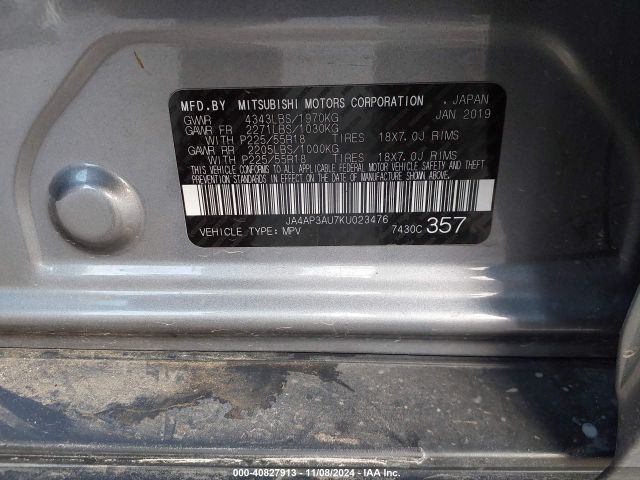 MFD.BY MITSUBISHI MOTORS CORPORATION , JAPAN
GVWR 4343LBS/1970KG JAN 2019
GAWR FR 2271LBS/1030KG
WITH P225/55R18 TIRES 18X7.0J RIMS
GAWR RR 2205LBS/1000KG
WITH P225/55R18 TIRES 18X7.0J RIMS
THIS VEHICLE CONFORMS TO ALL APPLICABLE FEDERAL MOTOR VEHICLE SAFETY AND THEFT
PREVENTION STANDARDS IN EFFECT ON THE DATE OF MANUFACTURE SHOWN ABOVE.
JA4AP3AU7KU023476
VEHICLE TYPE: MPV 7430C 357
000-40827913 - 11/08/2024 - IAA Inc.